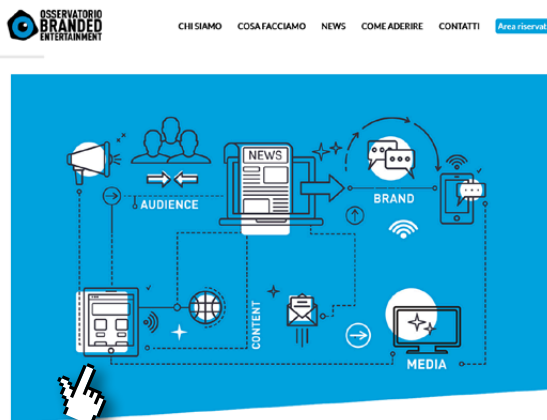 OSSERVATORIO
BRANDED
ENTERTAINMENT
CHI SIAMO COSA FACCIAMO NEWS COME ADERIRE CONTATTI Area riservat
NEWS
AUDIENCE
BRAND
CONTENT
MEDIA